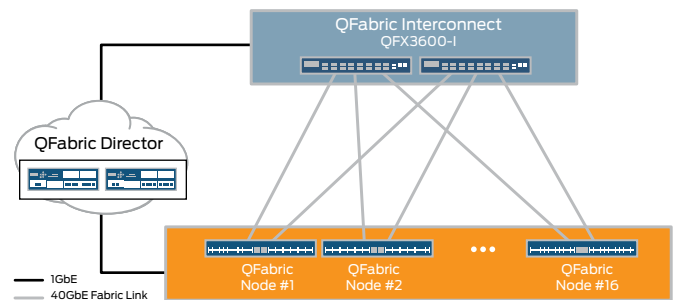 QFabric Interconnect
QFX3600-I
QFabric Director
QFabric
Node #1
QFabric
Node #2
•••
QFabric
Node #16
1GbE
40GbE Fabric Link